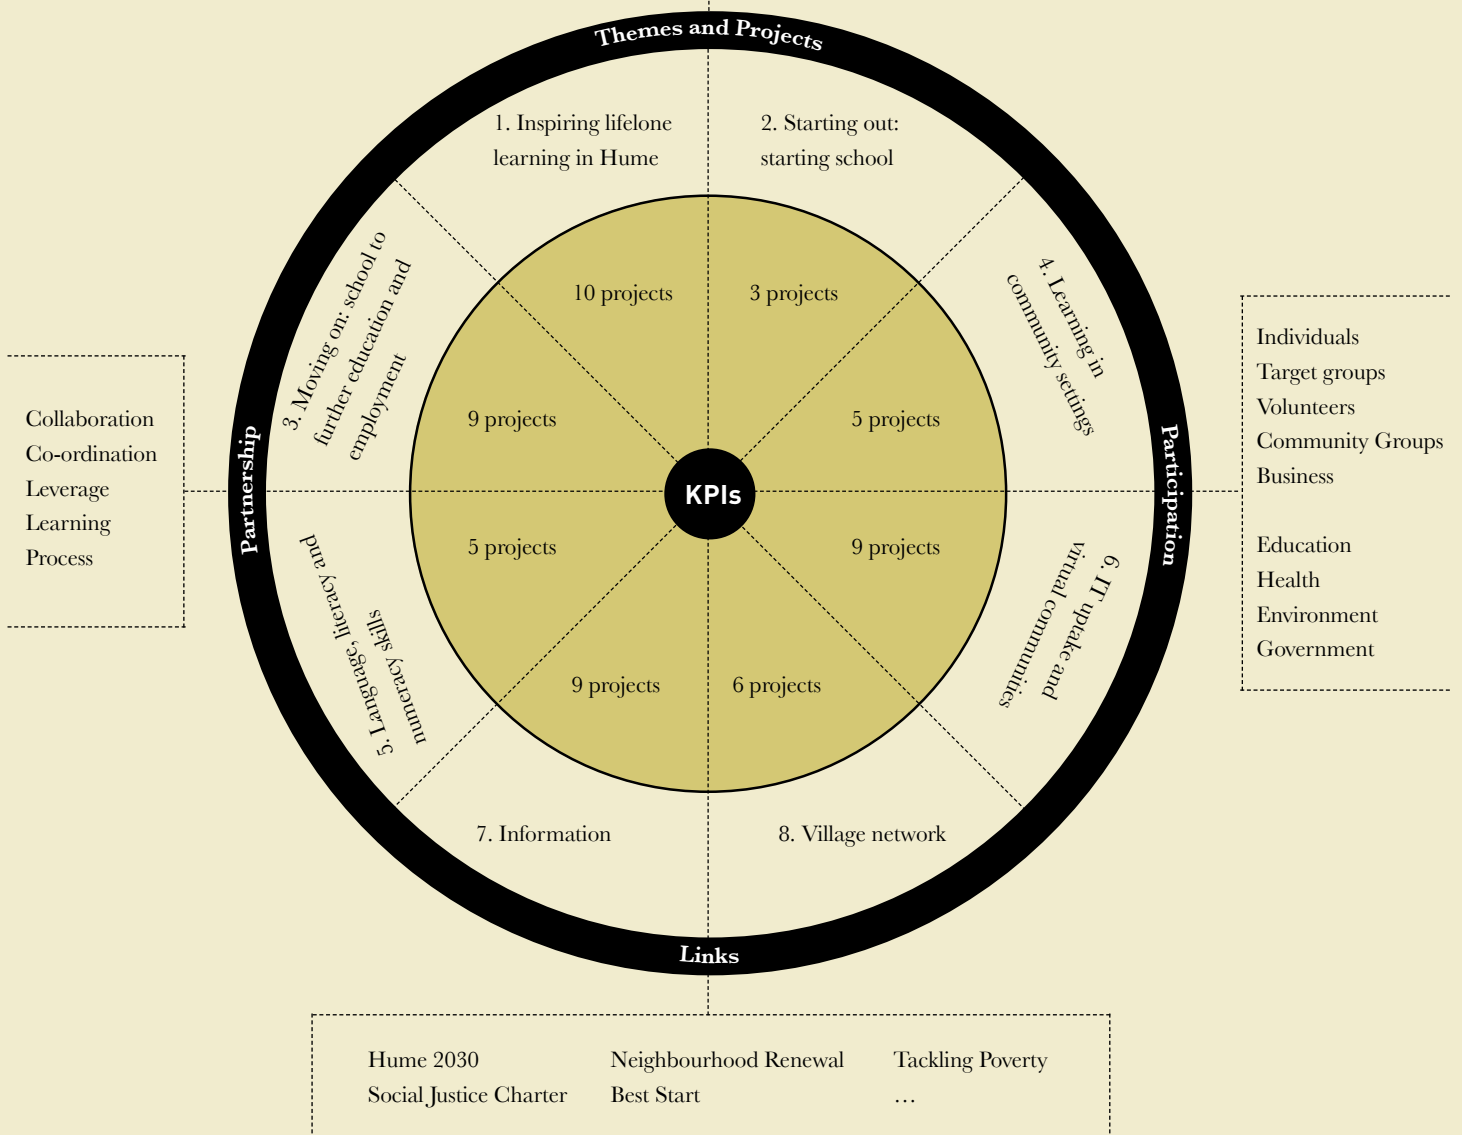 Themes and Projects
1. Inspiring lifelone
learning in Hume
2. Starting out:
starting school
3. Moving on: school to
further education and
employment
4. Learning in
community settings
10 projects
3 projects
9 projects
5 projects
KPIs
5 projects
9 projects
9 projects
6 projects
Partnership
Participation
Collaboration
Co-ordination
Leverage
Learning
Process
Individuals
Target groups
Volunteers
Community Groups
Business
Education
Health
Environment
Government
5. Language, literacy and
numeracy skills
6. IT uptake and
virtual communities
7. Information
8. Village network
Links
Hume 2030
Social Justice Charter
Neighbourhood Renewal
Best Start
Tackling Poverty
…